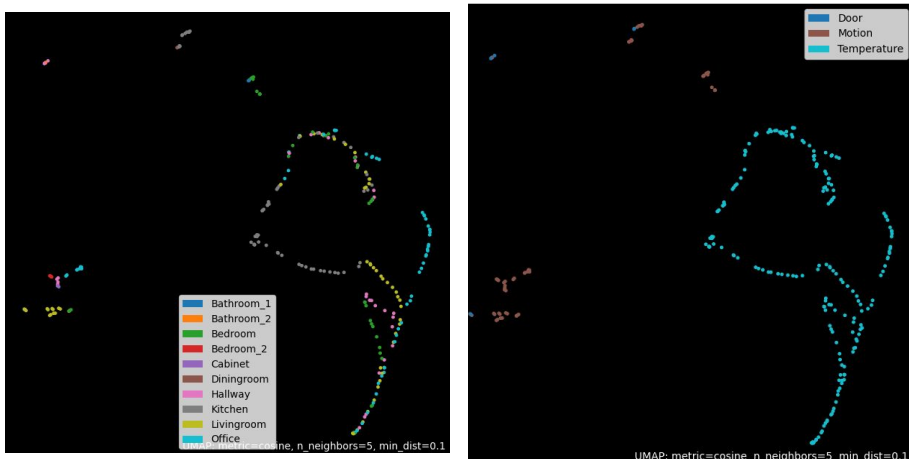 Bathroom_1
Bathroom_2
Bedroom
Bedroom_2
Cabinet
Diningroom
Hallway
Kitchen
Livingroom
Office
UMAP: metric=cosine, n_neighbors=5, min_dist=0.1
Door
Motion
Temperature
UMAP: metric=cosine, n_neighbors=5, min_dist=0.1